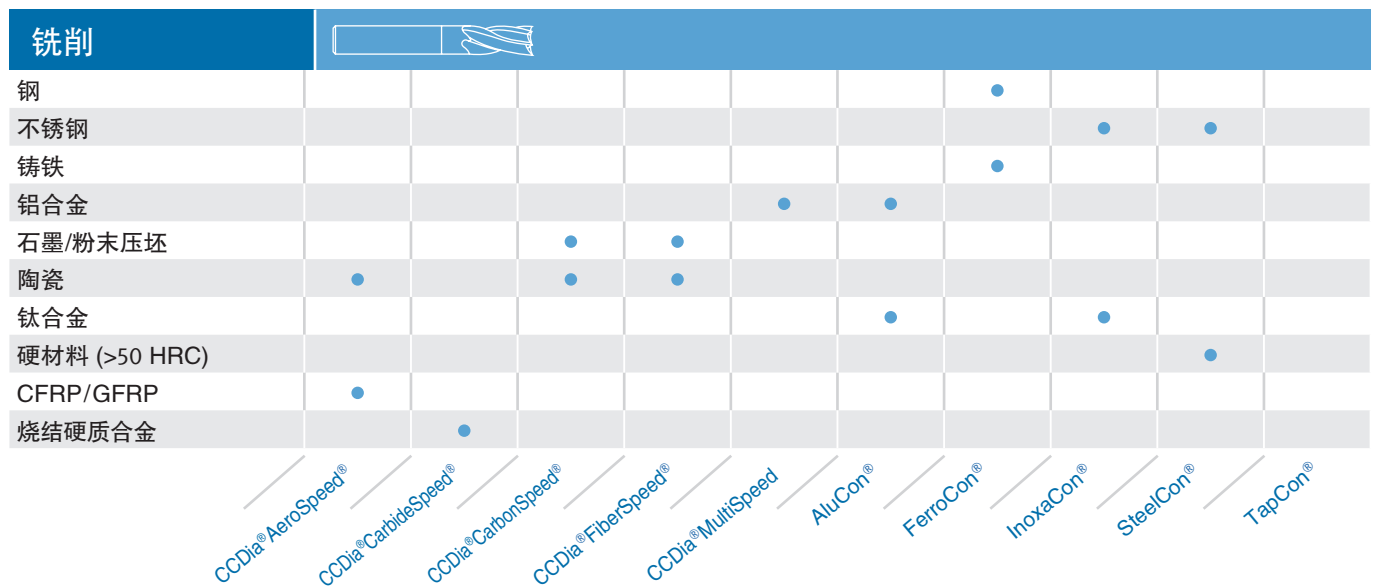 铣削
钢
不锈钢
铸铁
铝合金
石墨/粉末压坯
陶瓷
钛合金
硬材料 (>50 HRC)
CFRP/GFRP
烧结硬质合金
CCDia®AeroSpeed®
CCDia®CarbideSpeed®
CCDia®CarbonSpeed®
CCDia®FiberSpeed®
CCDia®MultiSpeed
AluCon®
FerroCon®
InoxaCon®
SteelCon®
TapCon®